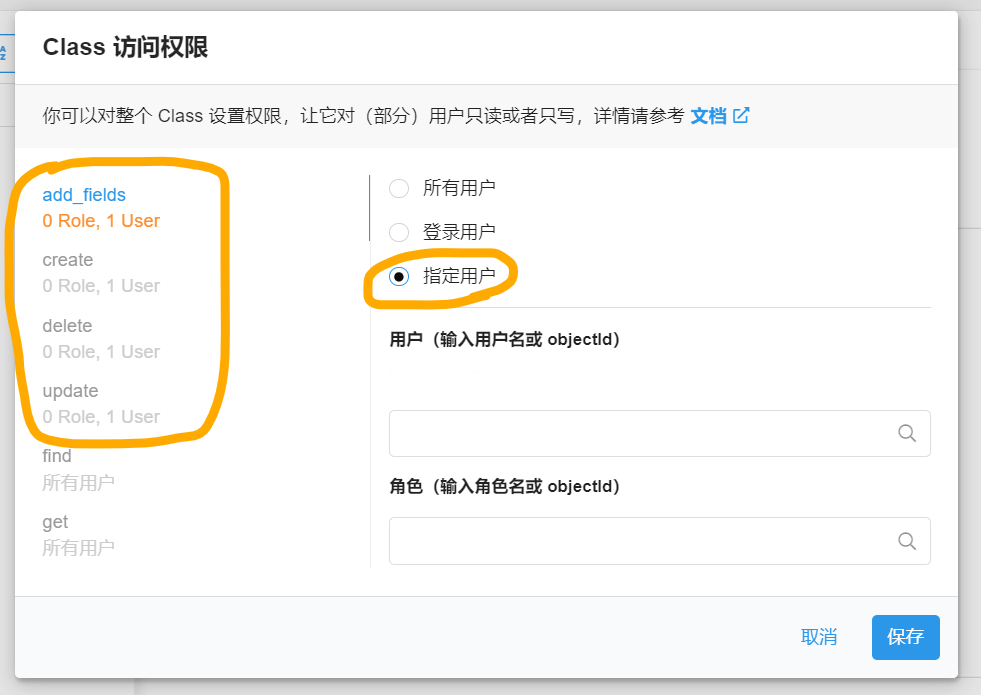 Class 访问权限
你可以对整个 Class 设置权限，让它对（部分）用户只读或者只写，详情请参考 文档
add_fields
0 Role, 1 User
create
0 Role, 1 User
delete
0 Role, 1 User
update
0 Role, 1 User
find
所有用户
get
所有用户
所有用户
登录用户
指定用户
用户（输入用户名或 objectId）
角色（输入角色名或 objectId）
取消
保存